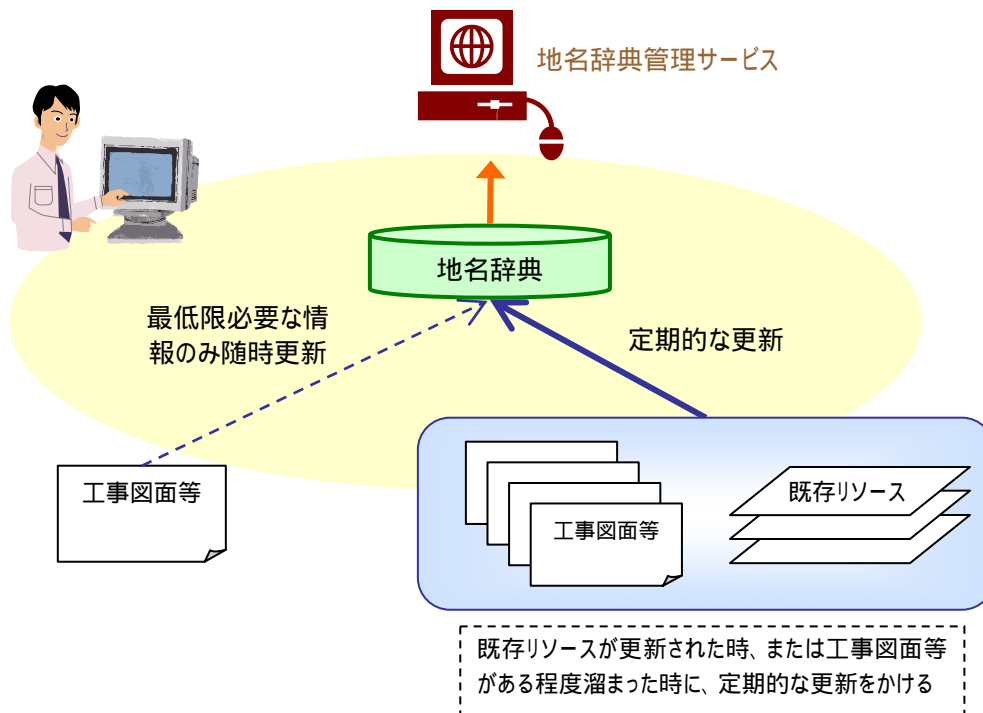 地名辞典管理サービス
地名辞典
最低限必要な情
報のみ随時更新
定期的な更新
工事図面等
工事図面等
既存リソース
既存リソースが更新された時、または工事図面等
がある程度溜まった時に、定期的な更新をかける